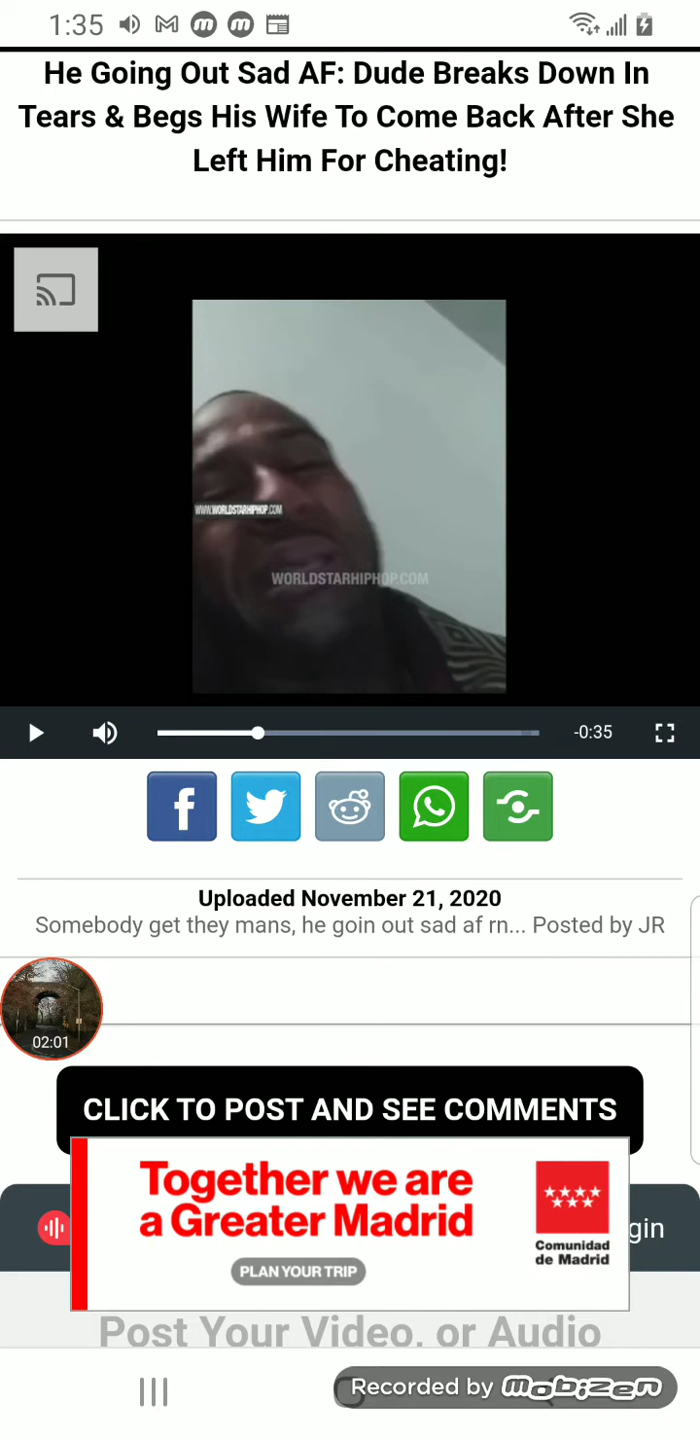 1:35
He Going Out Sad AF: Dude Breaks Down In
Tears & Begs His Wife To Come Back After She
Left Him For Cheating!
WWW.WORLDSTARHIPHOP.COM
WORLDSTARHIPHOP.COM
-0:35
Uploaded November 21, 2020
Somebody get they mans, he goin out sad af rn... Posted by JR
02:01
CLICK TO POST AND SEE COMMENTS
Together we are
a Greater Madrid
PLAN YOUR TRIP
Comunidad
de Madrid
gin
Post Your Video, or Audio
Recorded by mobizen